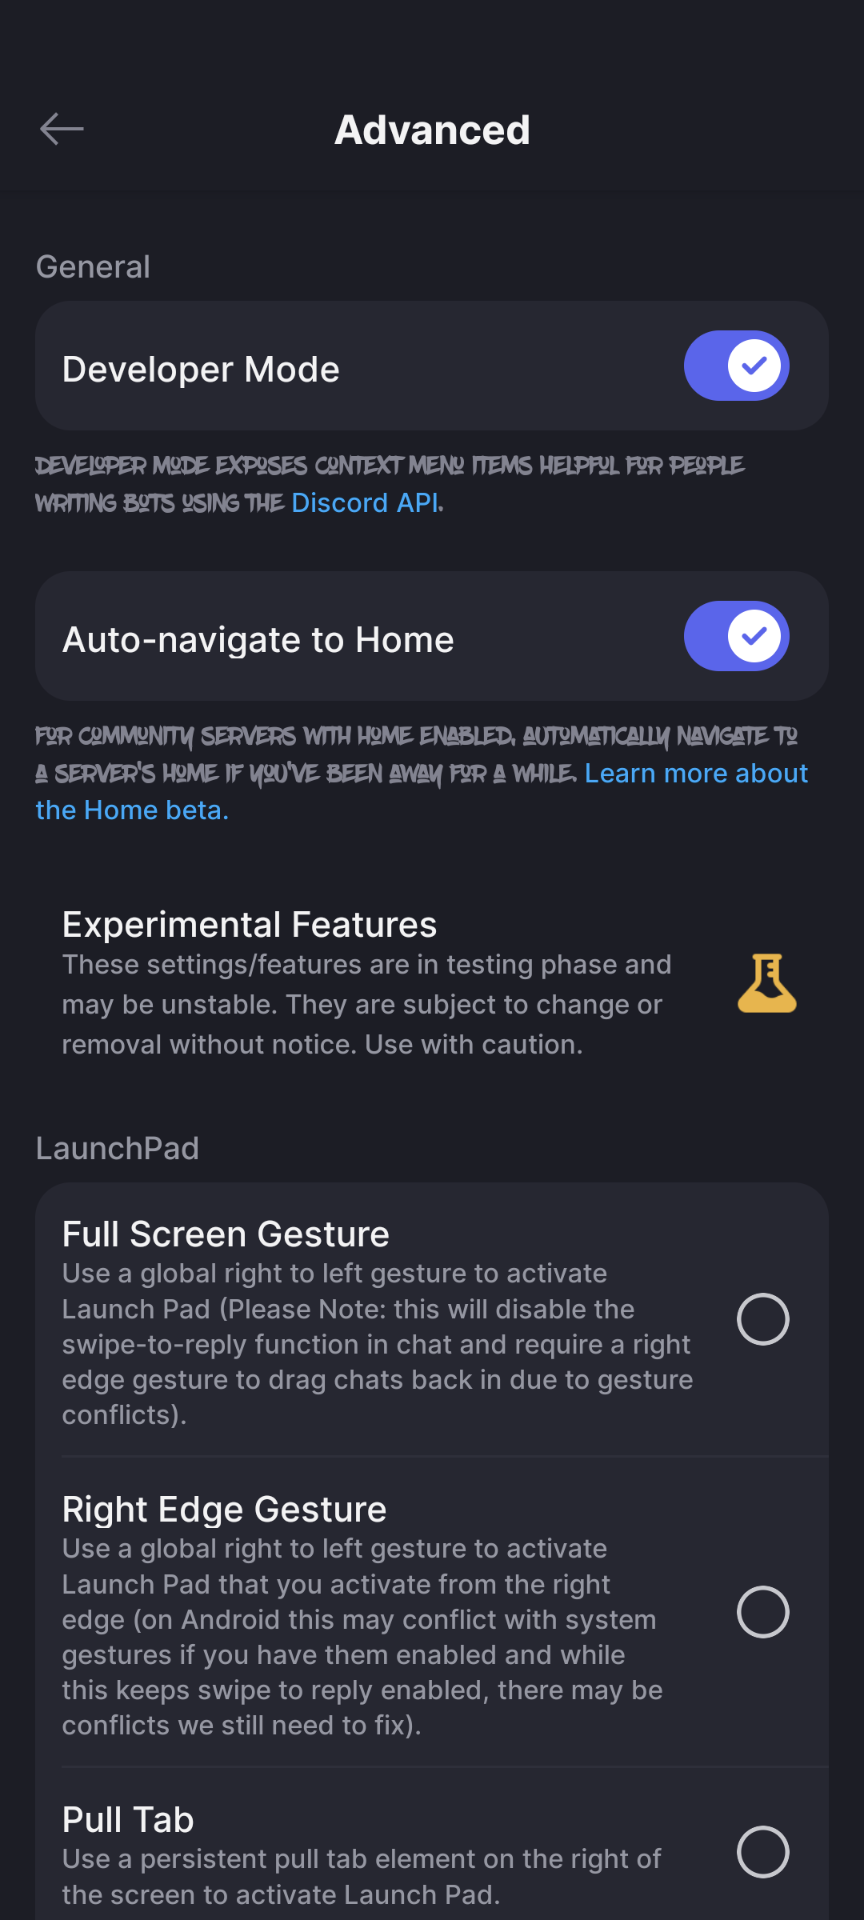 Advanced
General
Developer Mode
DEVELOPER MODE EXPOSES CONTEXT MENU ITEMS HELPFUL FOR PEOPLE
WRITING BOTS USING THE Discord API.
Auto-navigate to Home
FOR COMMUNITY SERVERS WITH HOME ENABLED, AUTOMATICALLY NAVIGATE TO
A SERVER'S HOME IF YOU'VE BEEN AWAY FOR A WHILE. Learn more about
the Home beta.
Experimental Features
These settings/features are in testing phase and
may be unstable. They are subject to change or
removal without notice. Use with caution.
LaunchPad
Full Screen Gesture
Use a global right to left gesture to activate
Launch Pad (Please Note: this will disable the
swipe-to-reply function in chat and require a right
edge gesture to drag chats back in due to gesture
conflicts).
Right Edge Gesture
Use a global right to left gesture to activate
Launch Pad that you activate from the right
edge (on Android this may conflict with system
gestures if you have them enabled and while
this keeps swipe to reply enabled, there may be
conflicts we still need to fix).
Pull Tab
Use a persistent pull tab element on the right of
the screen to activate Launch Pad.